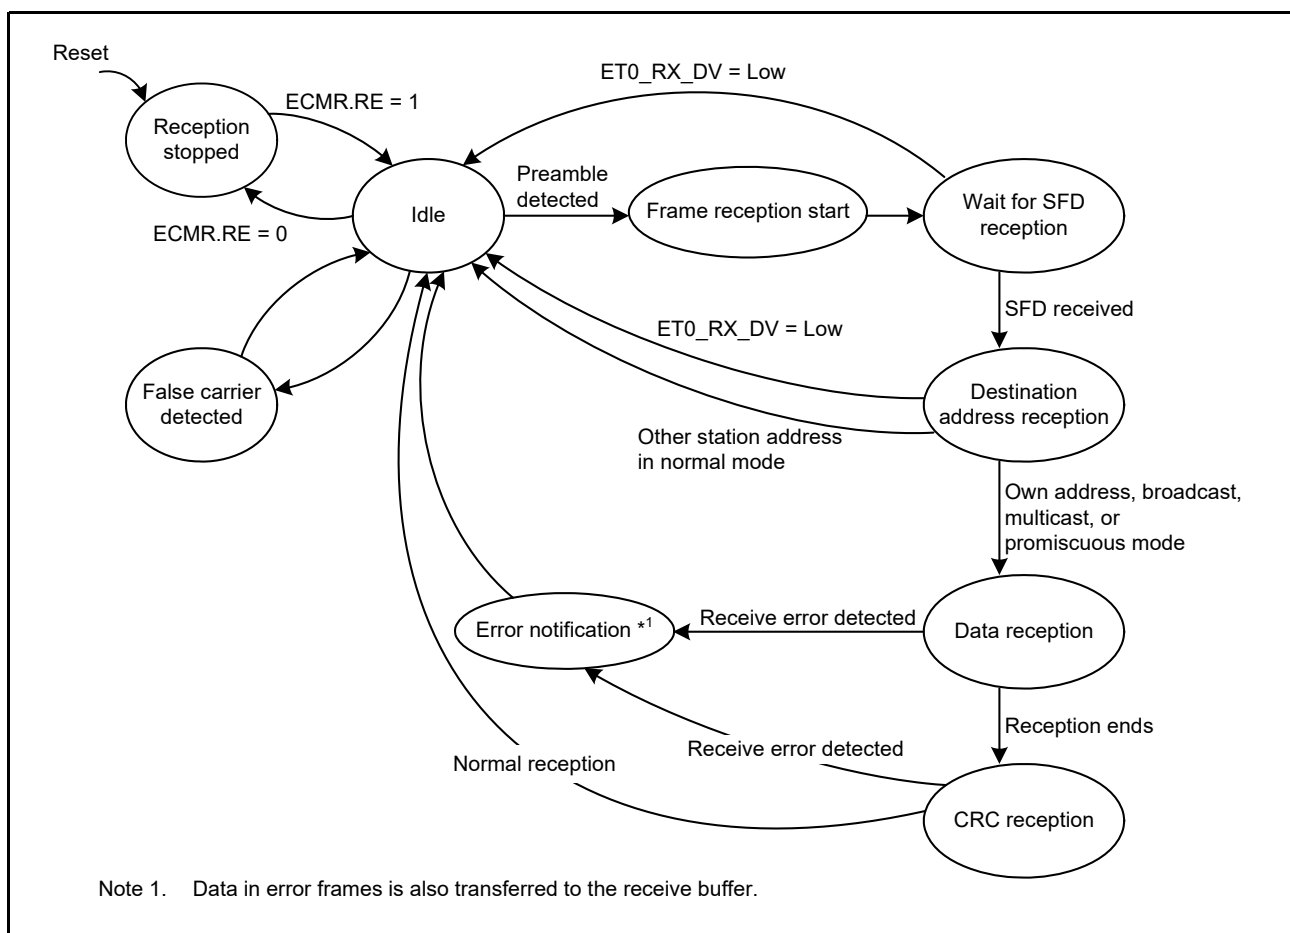 Reset
ET0_RX_DV = Low
ECMR.RE = 1
Reception
stopped
Preamble
detected
Idle
Frame reception start
Wait for SFD
reception
ECMR.RE = 0
SFD received
ET0_RX_DV = Low
False carrier
detected
Destination
address reception
Other station address
in normal mode
Own address, broadcast,
multicast, or
promiscuous mode
Receive error detected
Error notification *1
Data reception
Reception ends
Receive error detected
Normal reception
CRC reception
Note 1. Data in error frames is also transferred to the receive buffer.